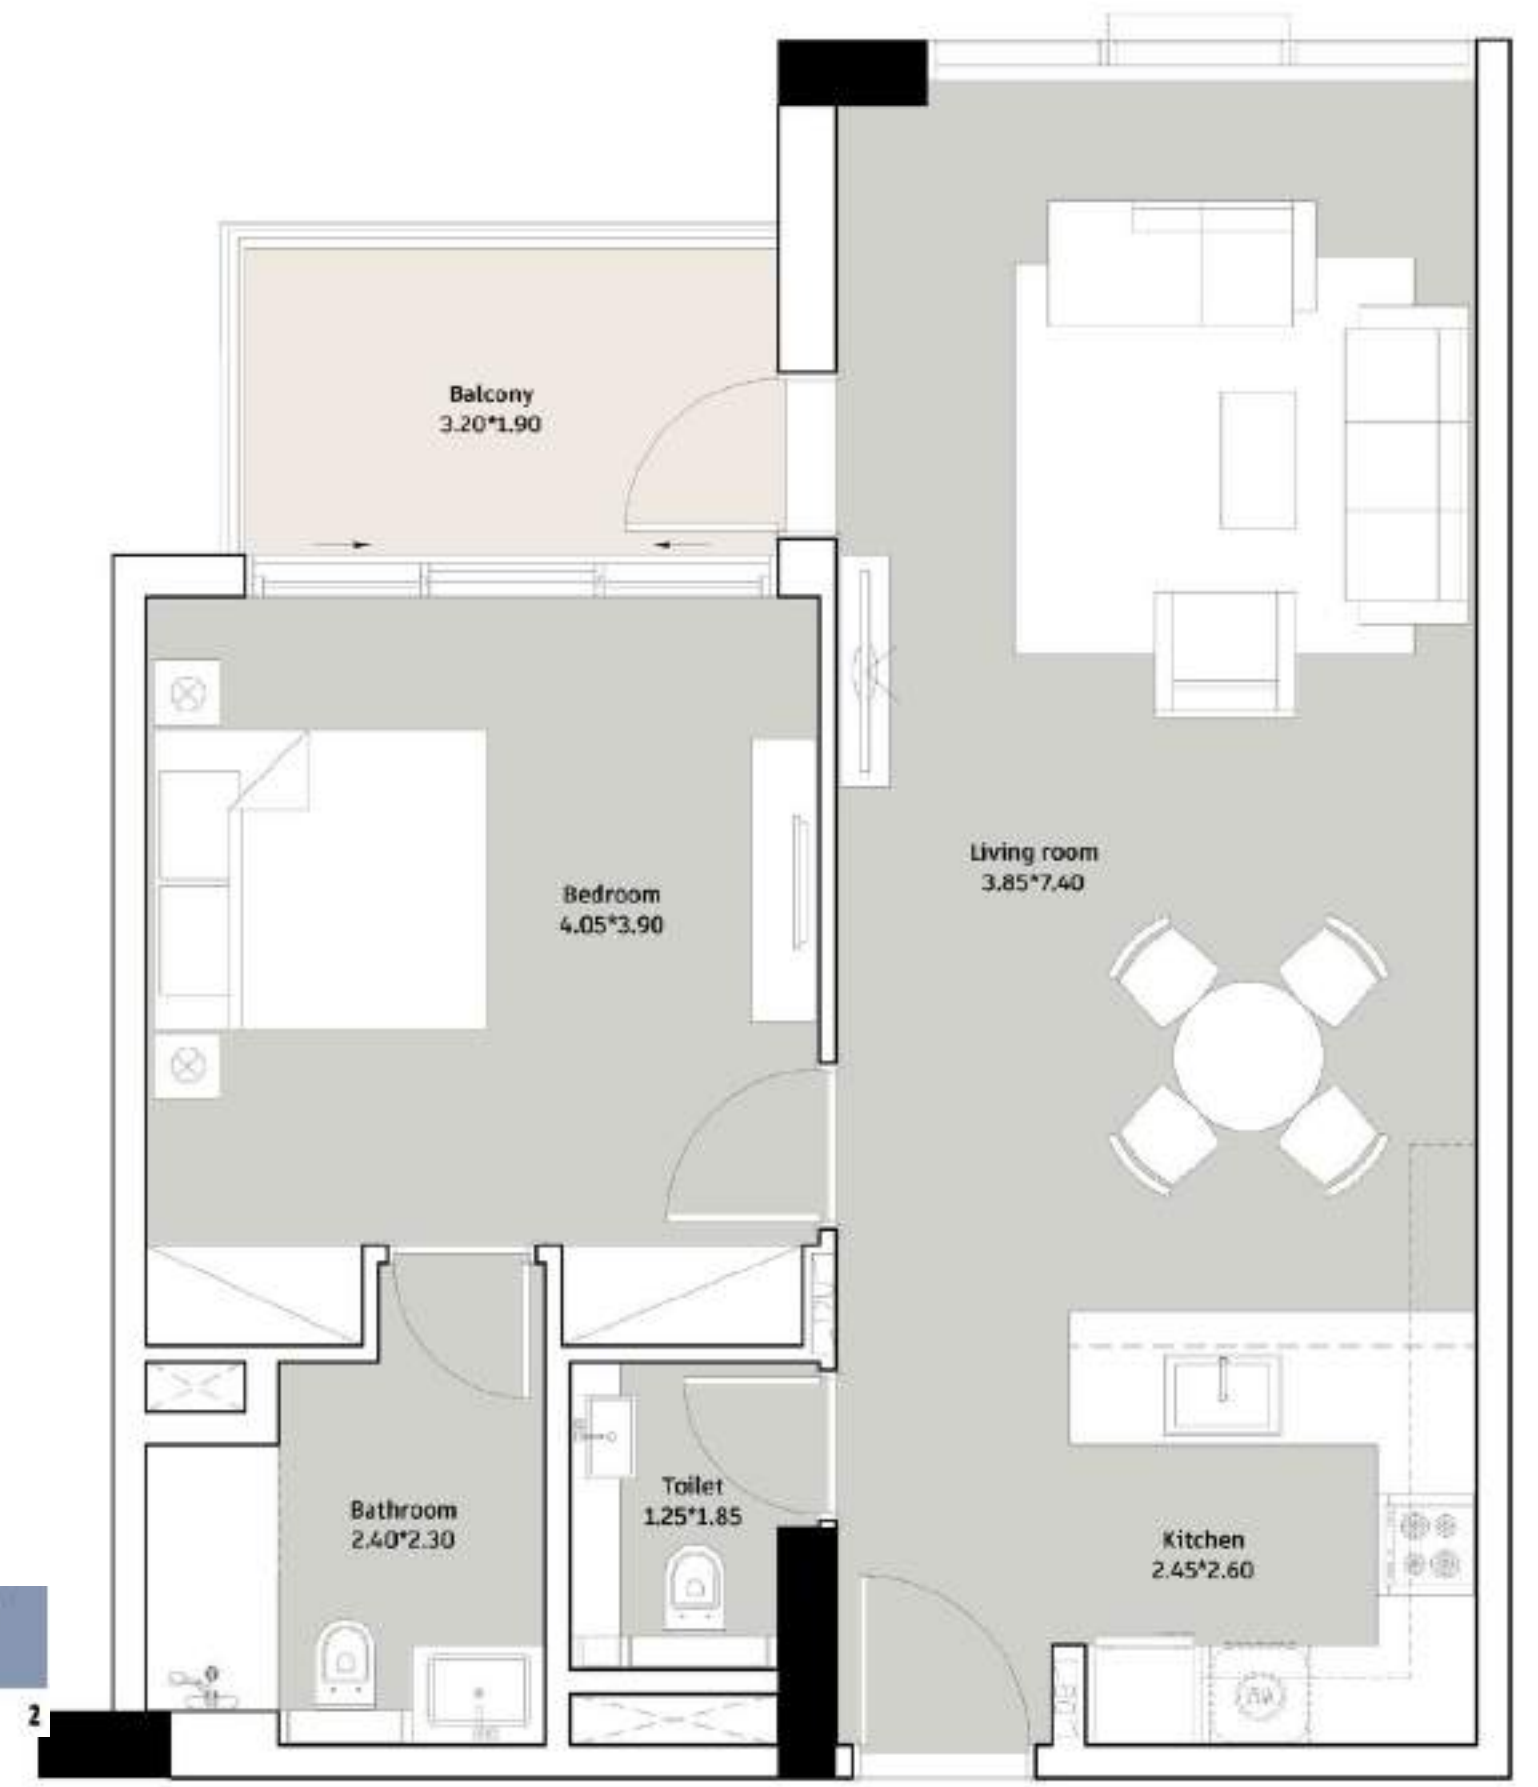 Balcony
3.20*1.90
Living room
3.85*7.40
Bedroom
4.05*3.90
Toilet
1.25*1.85
Bathroom
2.40*2.30
Kitchen
2.45*2.60
2